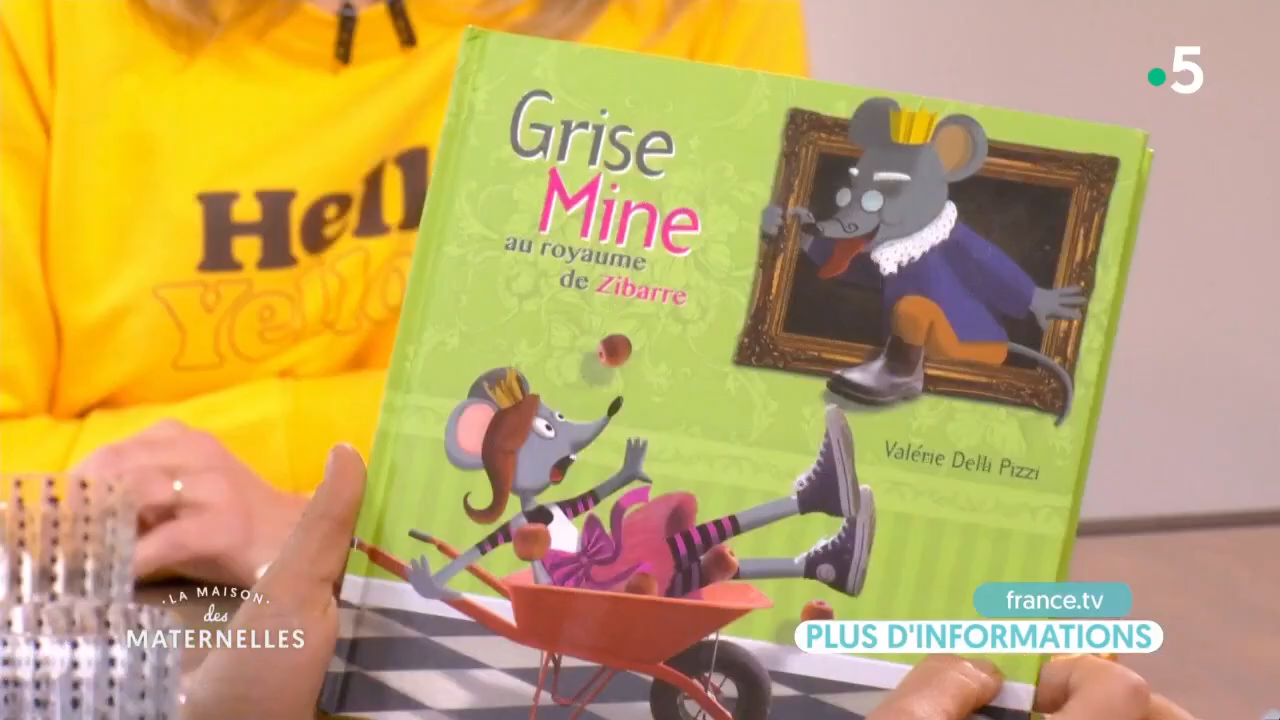 5
Hell
Yello
Grise
Mine
au royaume
de Zibarre
Valérie Delli Pizzi
LA MAISON
des
MATERNELLES
france.tv
PLUS D'INFORMATIONS